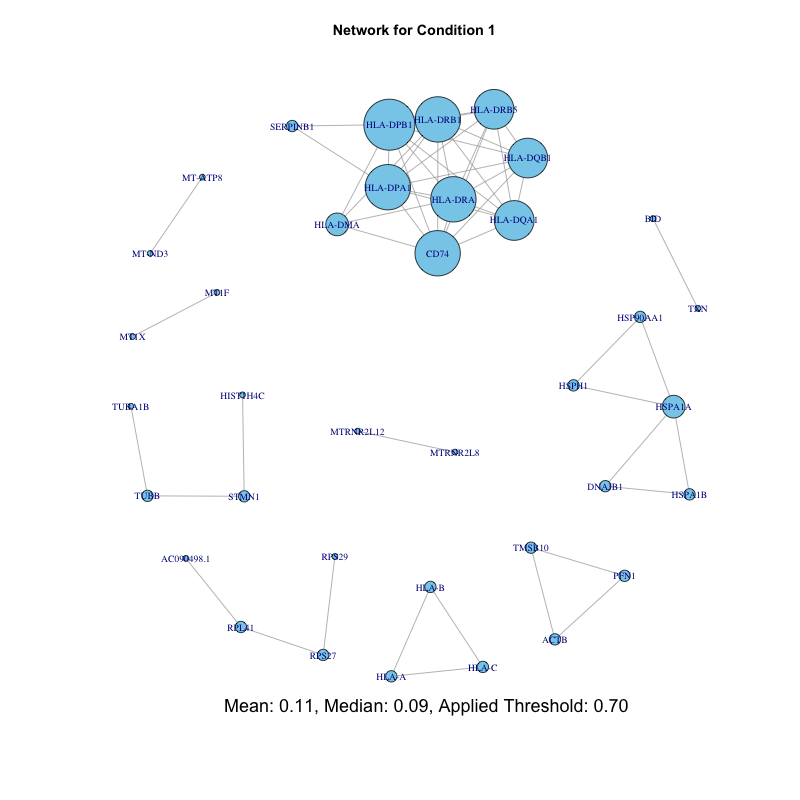 Network for Condition 1
HLA-DRB5
HLA-DPB1
HLA-DRB1
SERPINB1
HLA-DQB1
MT-ATP8
HLA-DPA1
HLA-DRA
HLA-DMA
HLA-DQA1
MT-ND3
CD74
MT1F
TXN
HSP90AA1
MT1X
HSPH1
HIST1H4C
TUBA1B
HSPA1A
MTRNR2L12
MTRNR2L8
DNAJB1
TUBB
STMN1
HSPA1B
TMSB10
RPS29
PFN1
HLA-B
RPL41
ACTB
RPS27
HLA-C
HLA-A
Mean: 0.11, Median: 0.09, Applied Threshold: 0.70